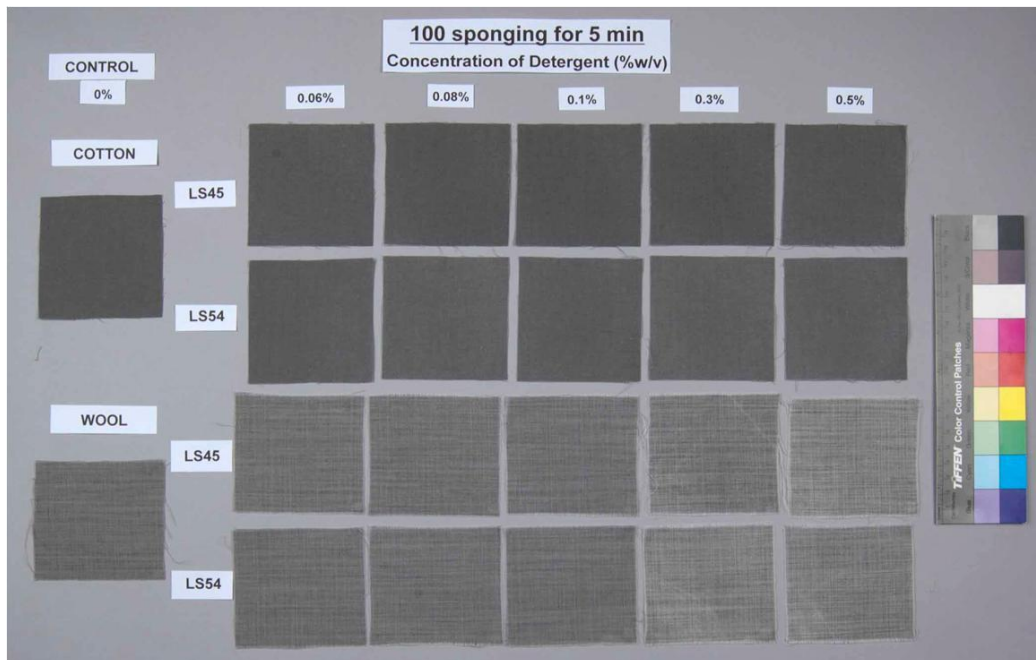 100 sponging for 5 min
Concentration of Detergent (%w/v)
CONTROL
0%
0.06%
0.08%
0.1%
0.3%
0.5%
COTTON
LS45
LS54
WOOL
LS45
LS54
TIFFEN Color Control Patches